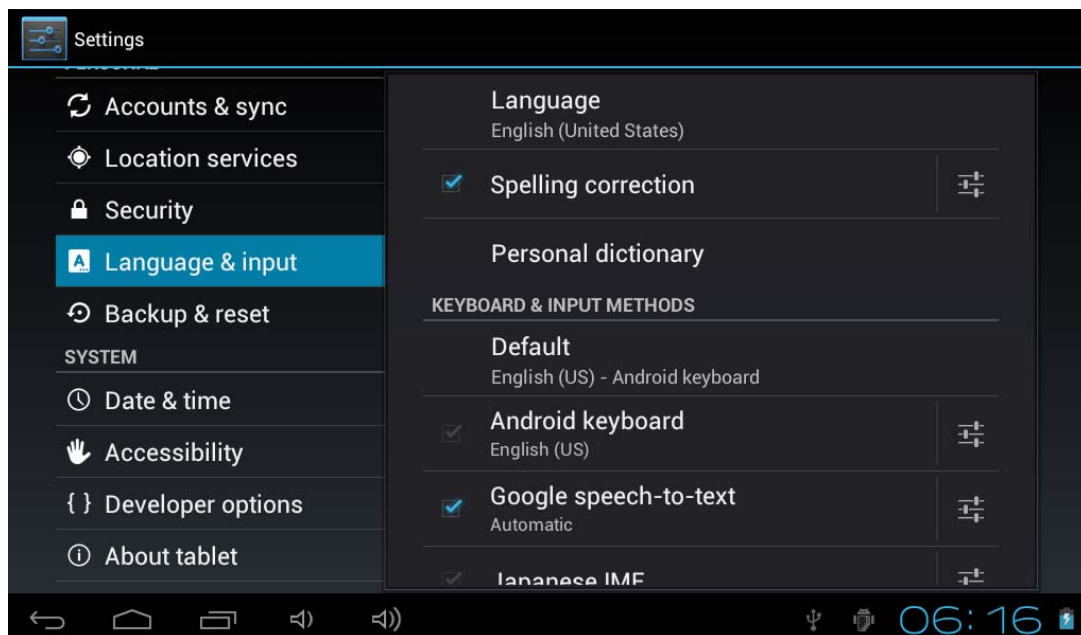 Settings
PERSONAL
Accounts & sync
Location services
Security
Language & input
Backup & reset
SYSTEM
Date & time
Accessibility
{ } Developer options
About tablet
Language
English (United States)
Spelling correction
Personal dictionary
KEYBOARD & INPUT METHODS
Default
English (US) - Android keyboard
Android keyboard
English (US)
Google speech-to-text
Automatic
Japanese IME
06:16